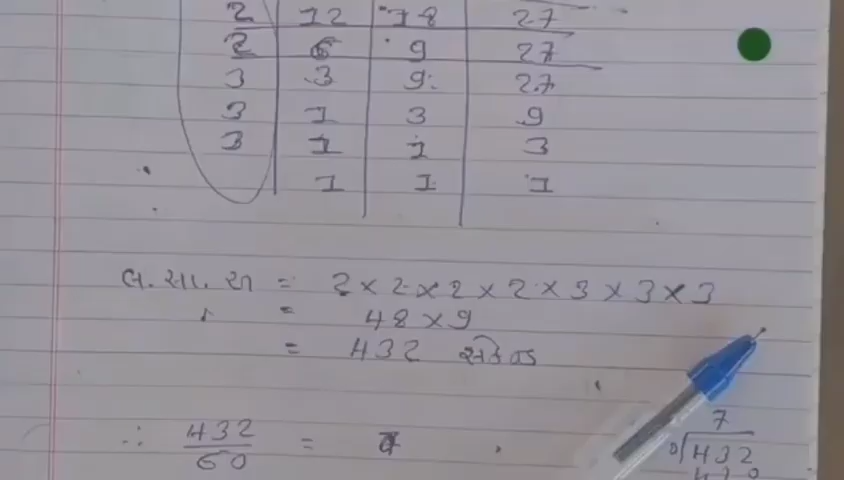 2 12 18 27
2 6 9 27
3 3 9 27
3 1 3 9
3 1 1 3
1 1 1
લ.સા.અ = 2 × 2 × 2 × 2 × 3 × 3 × 3
= 48 × 9
= 432 સેકેન્ડ
∴ 432/60 = 7
7
0)432
420